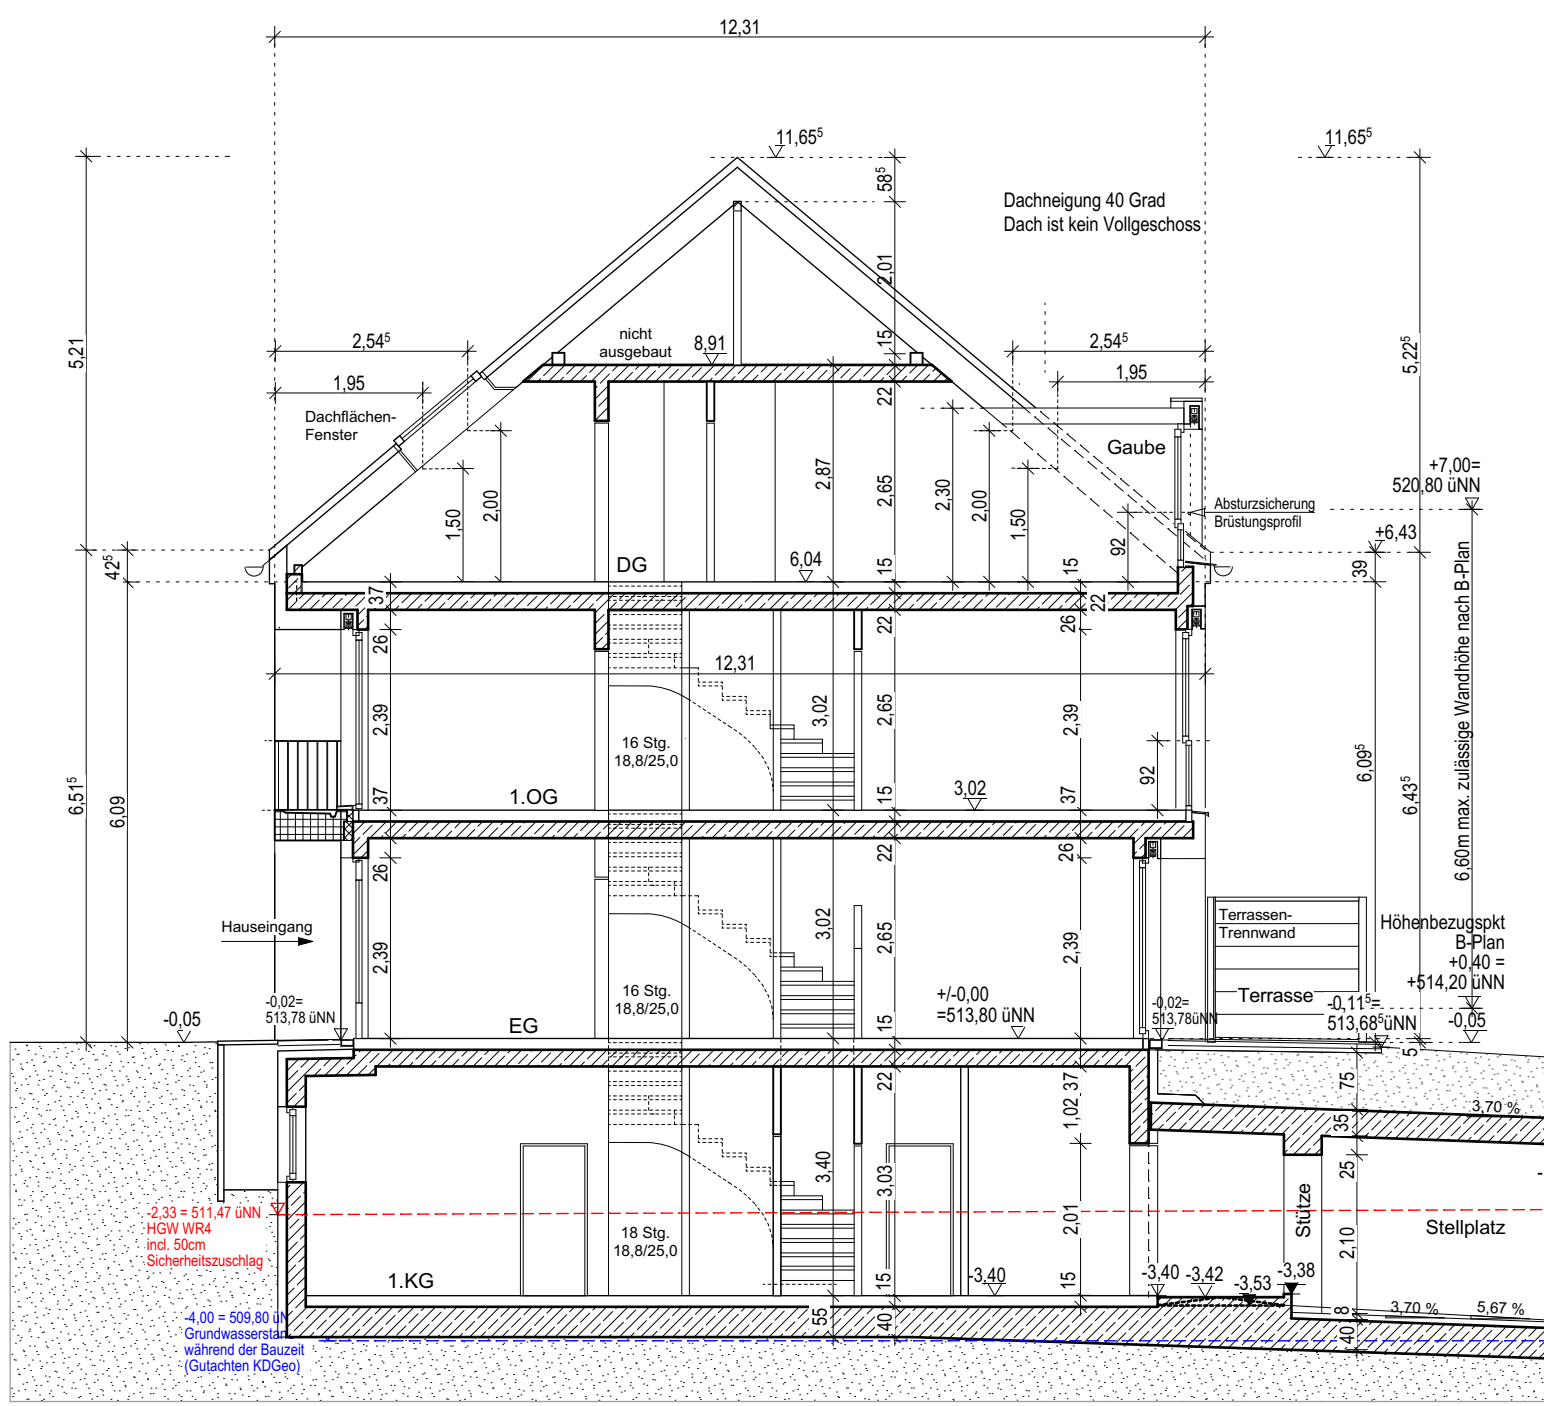 12,31
11,65⁵
11,65⁵
58⁵
Dachneigung 40 Grad
Dach ist kein Vollgeschoss
2,01
nicht
ausgebaut
8,91
15
2,54⁵
2,54⁵
5,21
5,22⁵
1,95
1,95
22
Dachflächen-
Fenster
Gaube
2,87
2,65
2,30
2,00
1,50
2,00
1,50
92
+7,00=
520,80 üNN
Absturzsicherung
Brüstungsprofil
+6,43
42⁵
DG
6,04
15
15
39
37
22
22
26
26
12,31
2,39
3,02
2,65
2,39
16 Stg.
18,8/25,0
92
6,60m max. zulässige Wandhöhe nach B-Plan
6,51⁵
6,09
6,09⁵
6,43⁵
1.OG
3,02
37
15
37
26
22
26
Hauseingang
2,39
3,02
2,65
2,39
Terrassen-
Trennwand
Höhenbezugspkt
B-Plan
+0,40 =
+514,20 üNN
16 Stg.
18,8/25,0
+/-0,00
=513,80 üNN
Terrasse
-0,05
-0,02=
513,78 üNN
EG
15
-0,02=
513,78üNN
-0,11⁵=
513,68⁵üNN
-0,05
5
22
37
75
1,02
35
3,70 %
3,40
3,03
25
-2,33 = 511,47 üNN
HGW WR4
incl. 50cm
Sicherheitszuschlag
18 Stg.
18,8/25,0
2,01
Stütze
2,10
Stellplatz
1.KG
15
-3,40
15
-3,40
-3,42
-3,53
-3,38
-4,00 = 509,80 üN
Grundwasserstan
während der Bauzeit
(Gutachten KDGeo)
55
40
8
40
3,70 %
5,67 %